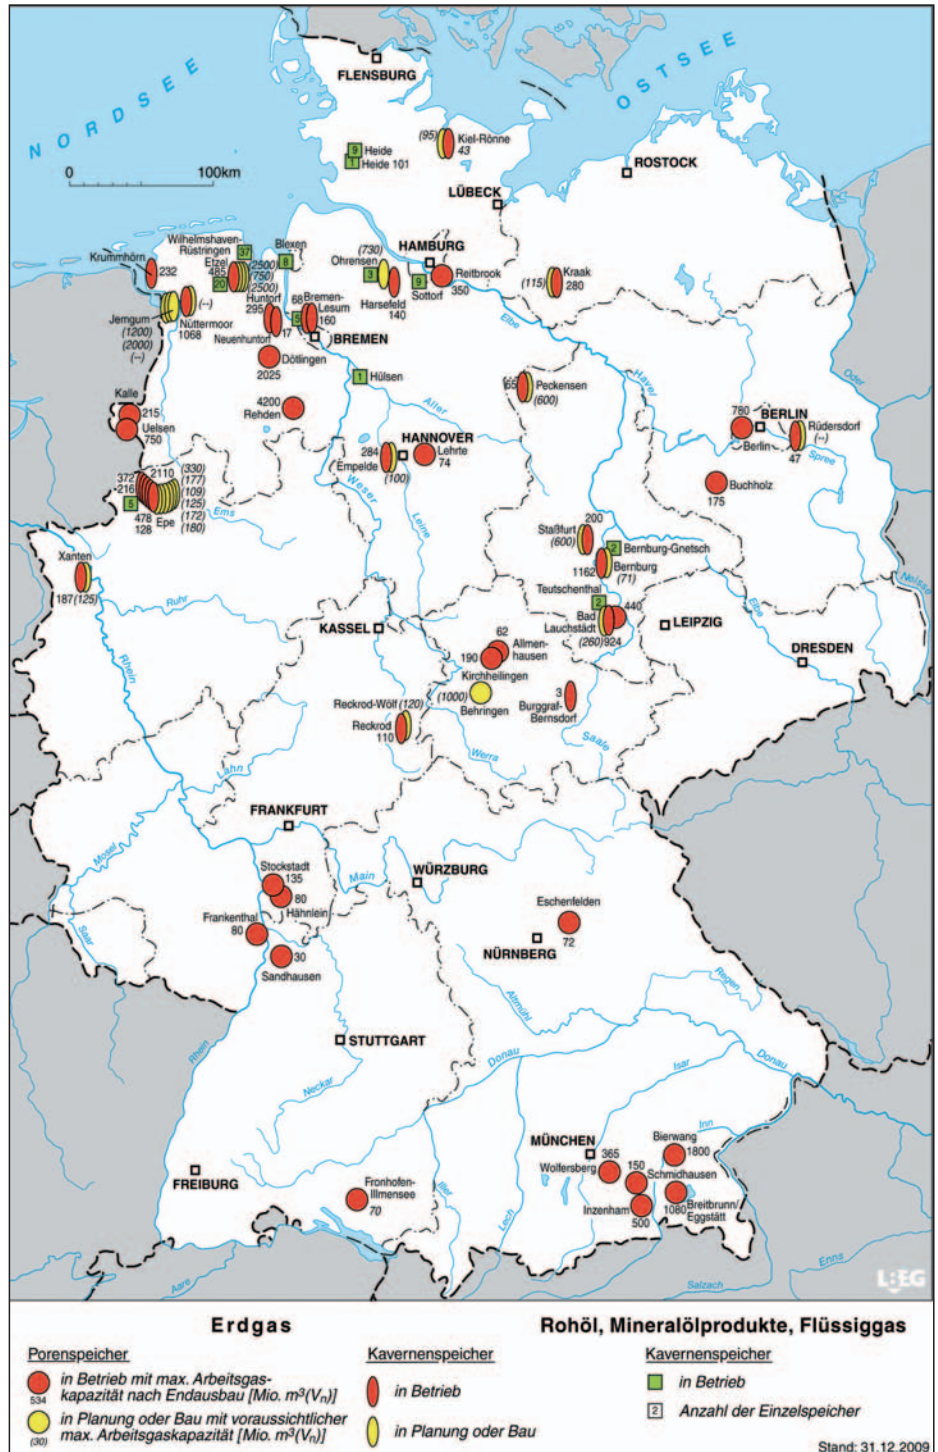 NORDSEE
OSTSEE
FLENSBURG
(95)
Kiel-Rönne
43
9 Heide
1 Heide 101
ROSTOCK
0 100km
LÜBECK
Wilhelmshaven-
Rüstringen
37
Blexen
8
(730)
Ohrensen
3
HAMBURG
Krummhörn
232
Etzel
485
20
(2500)
(750)
(2500)
9
Sottorf
Reitbrook
350
Harsefeld
140
(115)
Kraak
280
Jemgum
(1200)
(2000)
(--)
(--)
Nüttermoor
1068
Huntorf
295
17
Neuenhuntorf
68
5
Bremen-
Lesum
160
BREMEN
Elbe
Dötlingen
2025
1 Hülsen
Aller
65
Peckensen
(600)
Havel
Oder
Kalle
215
Uelsen
750
4200
Rehden
284
Empelde
(100)
HANNOVER
Lehrte
74
780
BERLIN
Berlin
Rüdersdorf
(--)
47
Spree
Weser
Leine
Buchholz
175
372
216
2110
(330)
(177)
(109)
(125)
(172)
(180)
5
478
128
Epe
Ems
200
Staßfurt
(600)
2 Bernburg-Gnetsch
1162
Bernburg
(71)
Xanten
187(125)
Ruhr
Teutschenthal
2
440
Bad
Lauchstädt
(260)924
Elbe
Neisse
KASSEL
LEIPZIG
DRESDEN
Rhein
62
Allmen-
hausen
190
Kirchheilingen
(1000)
Behringen
3
Burggraf-
Bernsdorf
Saale
Reckrod-Wölf (120)
Reckrod
110
Werra
Lahn
Mosel
FRANKFURT
Stockstadt
135
80
Hähnlein
Main
WÜRZBURG
Frankenthal
80
Saar
30
Sandhausen
Eschenfelden
72
NÜRNBERG
Regen
Altmühl
STUTTGART
Neckar
Rhein
Donau
Isar
Donau
Inn
MÜNCHEN
365
Wolfersberg
150
Bierwang
1800
Schmidhausen
Inzenham
500
1080
Breitbrunn/
Eggstätt
FREIBURG
Fronhofen-
Illmensee
70
Iller
Lech
Aare
Salzach
Enns
LBEG
Erdgas
Rohöl, Mineralölprodukte, Flüssiggas
Porenspeicher
in Betrieb mit max. Arbeitsgas-
kapazität nach Endausbau [Mio. m³(Vn)]
534
in Planung oder Bau mit voraussichtlicher
max. Arbeitsgaskapazität [Mio. m³(Vn)]
(30)
Kavernenspeicher
in Betrieb
in Planung oder Bau
Kavernenspeicher
in Betrieb
2 Anzahl der Einzelspeicher
Stand: 31.12.2009